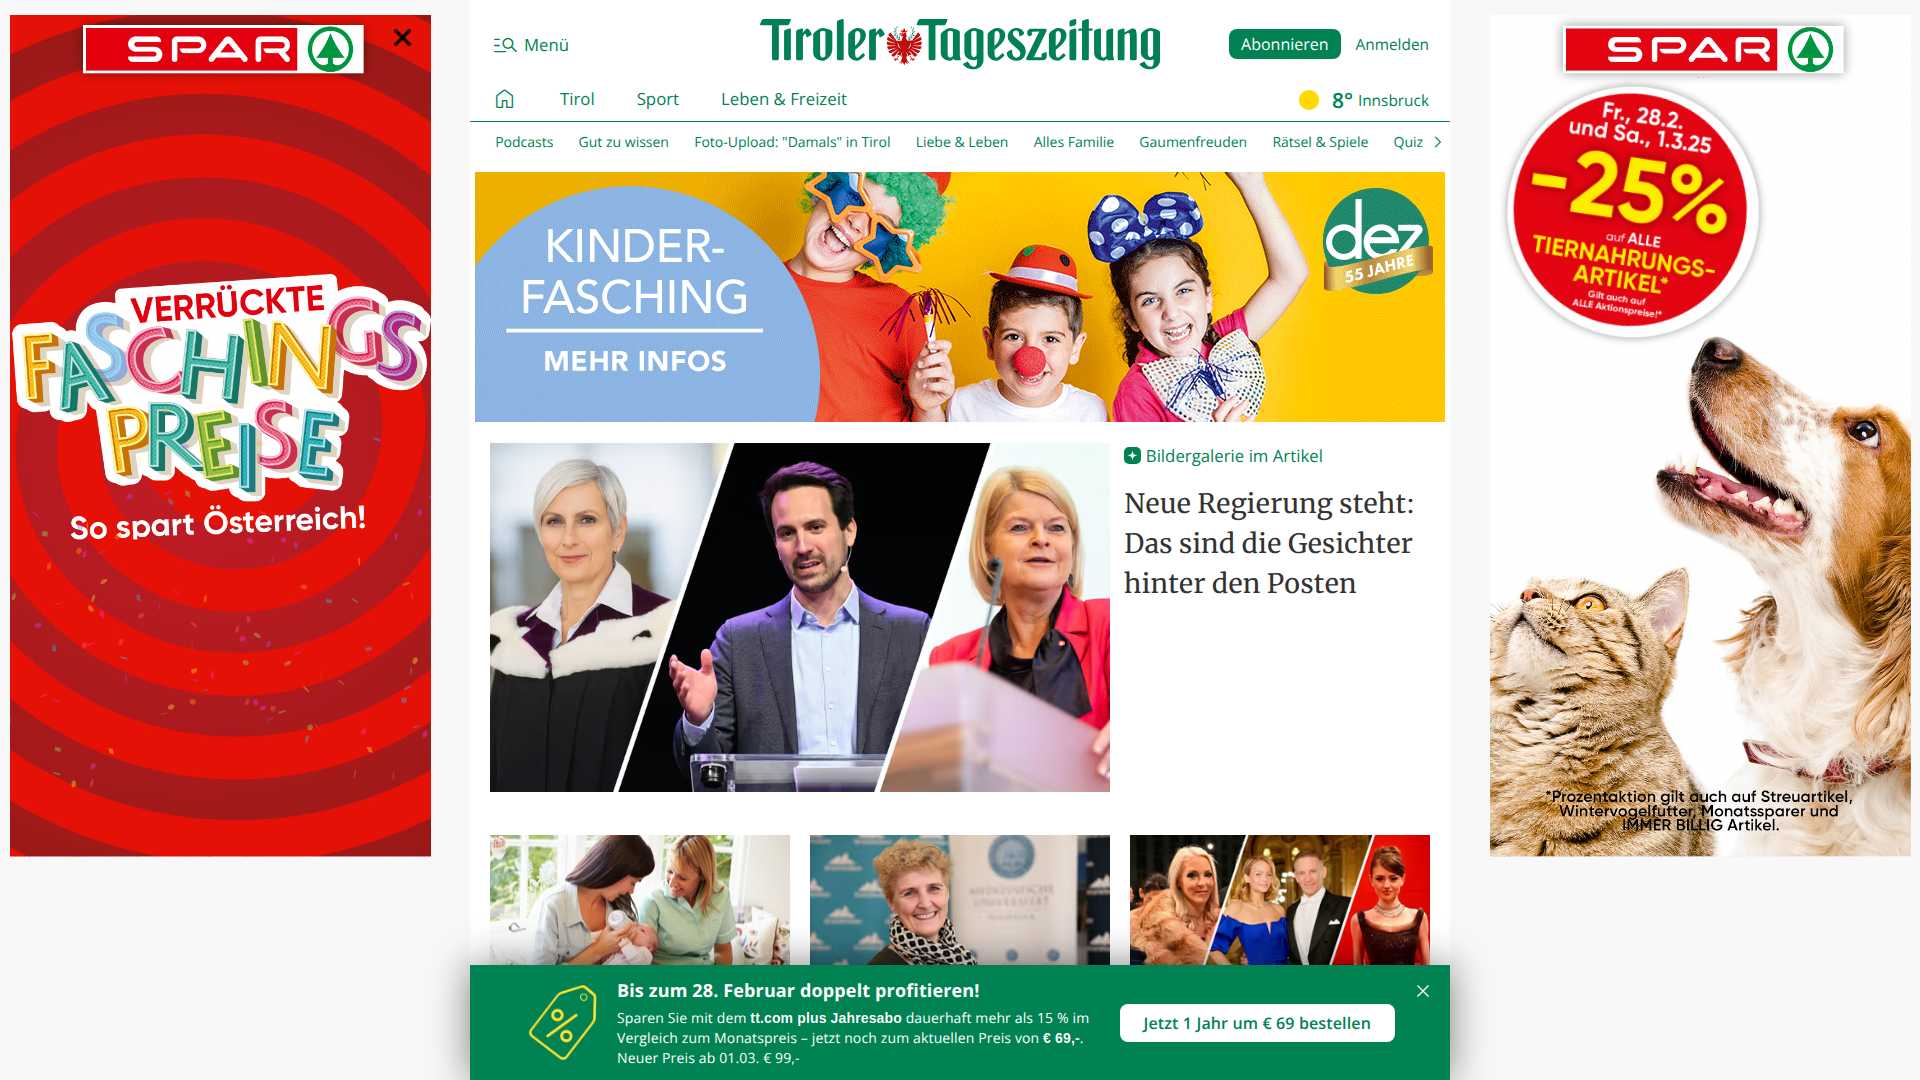 SPAR
VERRÜCKTE
FASCHINGS
PREISE
So spart Österreich!
Menü
Tiroler Tageszeitung
Abonnieren
Anmelden
Tirol
Sport
Leben & Freizeit
8° Innsbruck
Podcasts
Gut zu wissen
Foto-Upload: "Damals" in Tirol
Liebe & Leben
Alles Familie
Gaumenfreuden
Rätsel & Spiele
Quiz
KINDER-
FASCHING
MEHR INFOS
dez
55 JAHRE
Bildergalerie im Artikel
Neue Regierung steht:
Das sind die Gesichter
hinter den Posten
MEDIZINISCHE
UNIVERSITÄT
Bis zum 28. Februar doppelt profitieren!
Sparen Sie mit dem tt.com plus Jahresabo dauerhaft mehr als 15 % im
Vergleich zum Monatspreis – jetzt noch zum aktuellen Preis von € 69,-.
Neuer Preis ab 01.03. € 99,-
Jetzt 1 Jahr um € 69 bestellen
SPAR
Fr., 28.2.
und Sa., 1.3.25
-25%
auf ALLE
TIERNAHRUNGS-
ARTIKEL*
Gilt auch auf
ALLE Aktionspreise!*
*Prozentaktion gilt auch auf Streuartikel,
Wintervogelfutter, Monatssparer und
IMMER BILLIG Artikel.